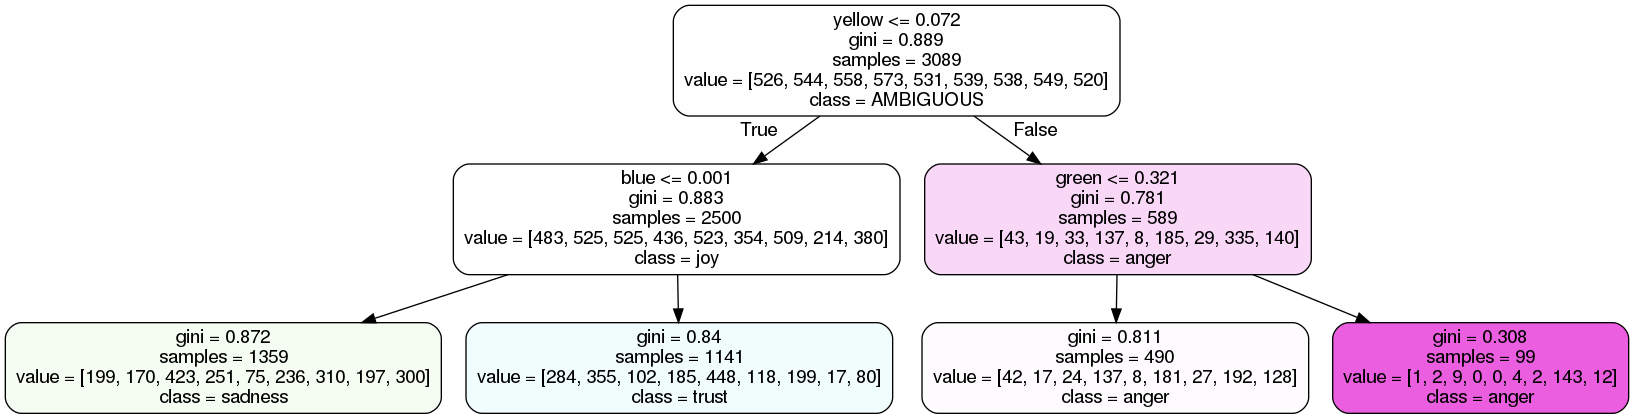 yellow <= 0.072
gini = 0.889
samples = 3089
value = [526, 544, 558, 573, 531, 539, 538, 549, 520]
class = AMBIGUOUS
True
False
blue <= 0.001
gini = 0.883
samples = 2500
value = [483, 525, 525, 436, 523, 354, 509, 214, 380]
class = joy
green <= 0.321
gini = 0.781
samples = 589
value = [43, 19, 33, 137, 8, 185, 29, 335, 140]
class = anger
gini = 0.872
samples = 1359
value = [199, 170, 423, 251, 75, 236, 310, 197, 300]
class = sadness
gini = 0.84
samples = 1141
value = [284, 355, 102, 185, 448, 118, 199, 17, 80]
class = trust
gini = 0.811
samples = 490
value = [42, 17, 24, 137, 8, 181, 27, 192, 128]
class = anger
gini = 0.308
samples = 99
value = [1, 2, 9, 0, 0, 4, 2, 143, 12]
class = anger